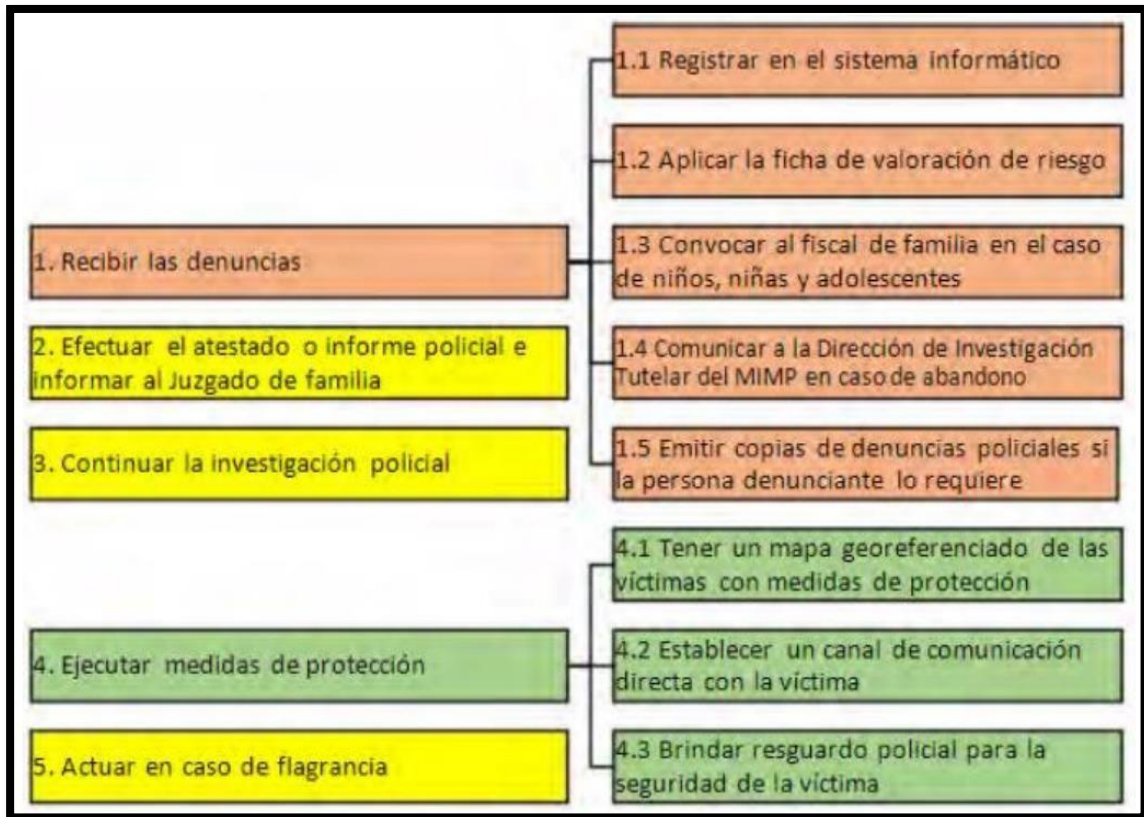 1. Recibir las denuncias
1.1 Registrar en el sistema informático
1.2 Aplicar la ficha de valoración de riesgo
1.3 Convocar al fiscal de familia en el caso
de niños, niñas y adolescentes
1.4 Comunicar a la Dirección de Investigación
Tutelar del MIMP en caso de abandono
1.5 Emitir copias de denuncias policiales si
la persona denunciante lo requiere
2. Efectuar el atestado o informe policial e
informar al Juzgado de familia
3. Continuar la investigación policial
4. Ejecutar medidas de protección
4.1 Tener un mapa georeferenciado de las
víctimas con medidas de protección
4.2 Establecer un canal de comunicación
directa con la víctima
4.3 Brindar resguardo policial para la
seguridad de la víctima
5. Actuar en caso de flagrancia